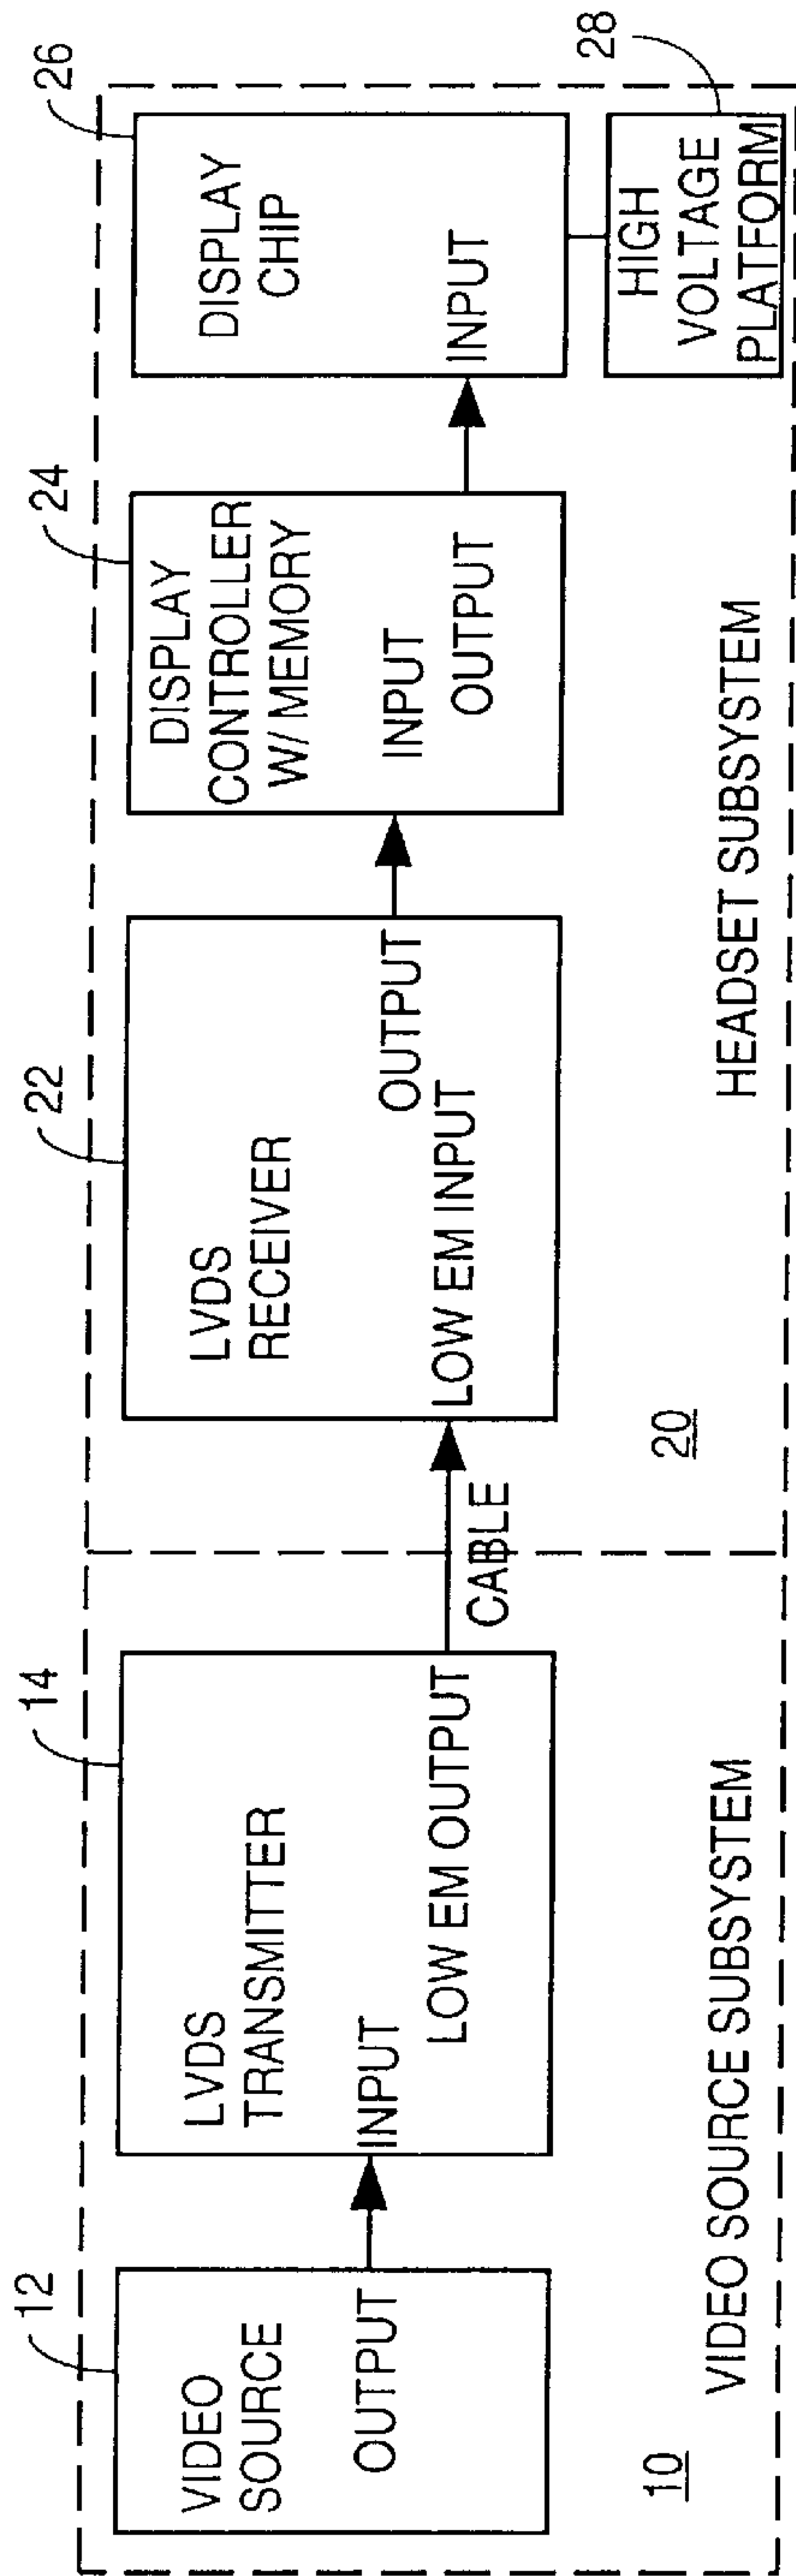 12
VIDEO
SOURCE
OUTPUT
14
LVDS
TRANSMITTER
INPUT
LOW EM OUTPUT
CABLE
10
VIDEO SOURCE SUBSYSTEM
22
LVDS
RECEIVER
OUTPUT
LOW EM INPUT
24
DISPLAY
CONTROLLER
W/ MEMORY
INPUT
OUTPUT
26
DISPLAY
CHIP
INPUT
28
HIGH
VOLTAGE
PLATFORM
20
HEADSET SUBSYSTEM